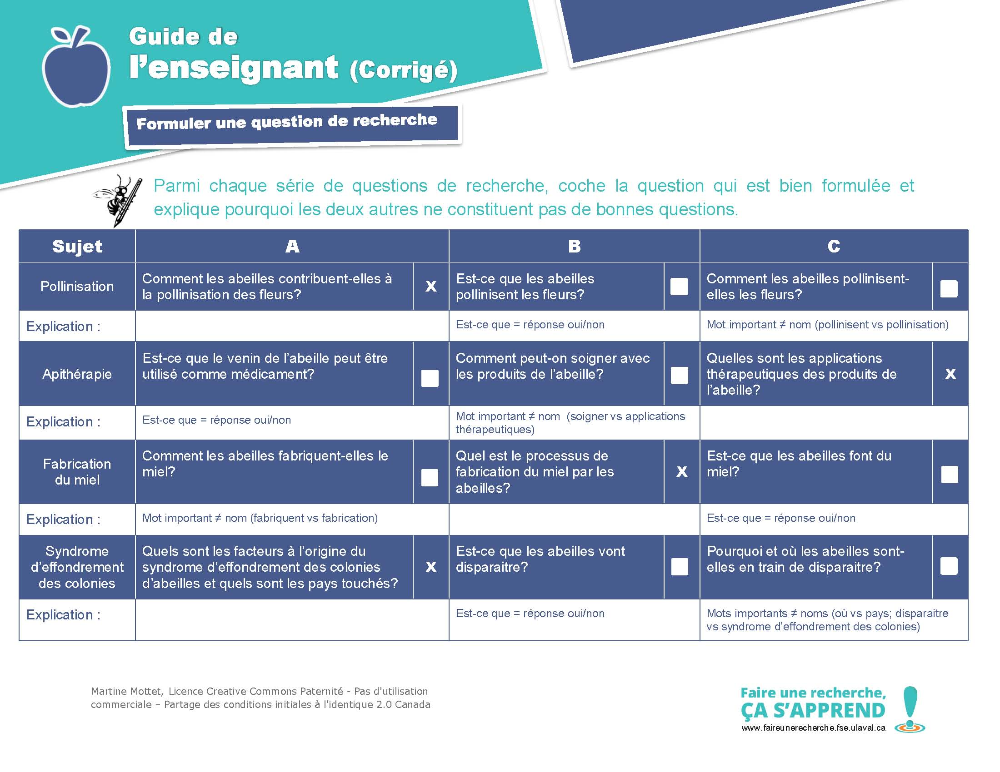 Guide de
l’enseignant (Corrigé)
Formuler une question de recherche
Parmi chaque série de questions de recherche, coche la question qui est bien formulée et
explique pourquoi les deux autres ne constituent pas de bonnes questions.
Sujet A B C
Pollinisation
Comment les abeilles contribuent-elles à
la pollinisation des fleurs?
X
Est-ce que les abeilles
pollinisent les fleurs?
Comment les abeilles pollinisent-
elles les fleurs?
Explication :
Est-ce que = réponse oui/non
Mot important ≠ nom (pollinisent vs pollinisation)
Apithérapie
Est-ce que le venin de l’abeille peut être
utilisé comme médicament?
Comment peut-on soigner avec
les produits de l’abeille?
Quelles sont les applications
thérapeutiques des produits de
l’abeille?
X
Explication :
Est-ce que = réponse oui/non
Mot important ≠ nom (soigner vs applications
thérapeutiques)
Fabrication
du miel
Comment les abeilles fabriquent-elles le
miel?
Quel est le processus de
fabrication du miel par les
abeilles?
X
Est-ce que les abeilles font du
miel?
Explication :
Mot important ≠ nom (fabriquent vs fabrication)
Est-ce que = réponse oui/non
Syndrome
d’effondrement
des colonies
Quels sont les facteurs à l’origine du
syndrome d’effondrement des colonies
d’abeilles et quels sont les pays touchés?
X
Est-ce que les abeilles vont
disparaitre?
Pourquoi et où les abeilles sont-
elles en train de disparaitre?
Explication :
Est-ce que = réponse oui/non
Mots importants ≠ noms (où vs pays; disparaitre
vs syndrome d’effondrement des colonies)
Martine Mottet, Licence Creative Commons Paternité - Pas d'utilisation
commerciale – Partage des conditions initiales à l'identique 2.0 Canada
Faire une recherche,
ÇA S’APPREND
www.faireunerecherche.fse.ulaval.ca